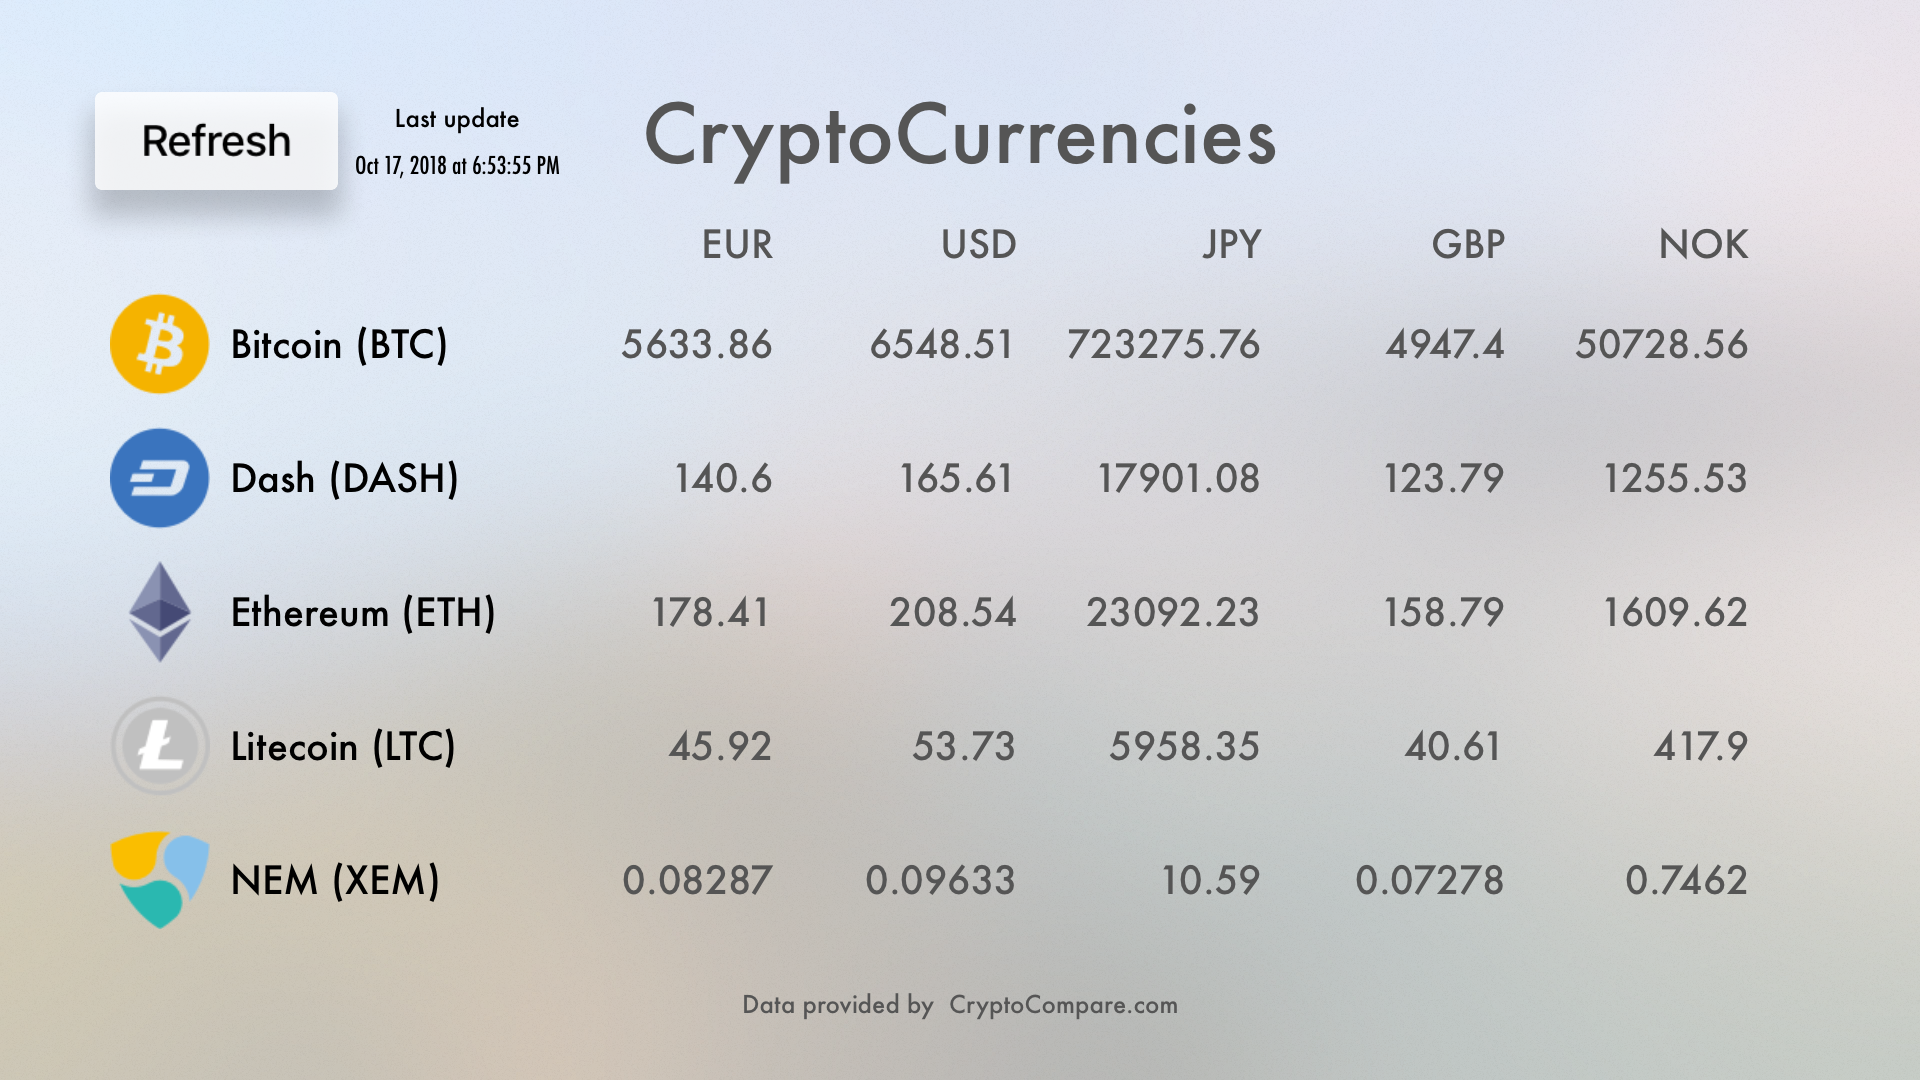 Refresh
Last update
Oct 17, 2018 at 6:53:55 PM
CryptoCurrencies
EUR USD JPY GBP NOK
Bitcoin (BTC) 5633.86 6548.51 723275.76 4947.4 50728.56
Dash (DASH) 140.6 165.61 17901.08 123.79 1255.53
Ethereum (ETH) 178.41 208.54 23092.23 158.79 1609.62
Litecoin (LTC) 45.92 53.73 5958.35 40.61 417.9
NEM (XEM) 0.08287 0.09633 10.59 0.07278 0.7462
Data provided by CryptoCompare.com